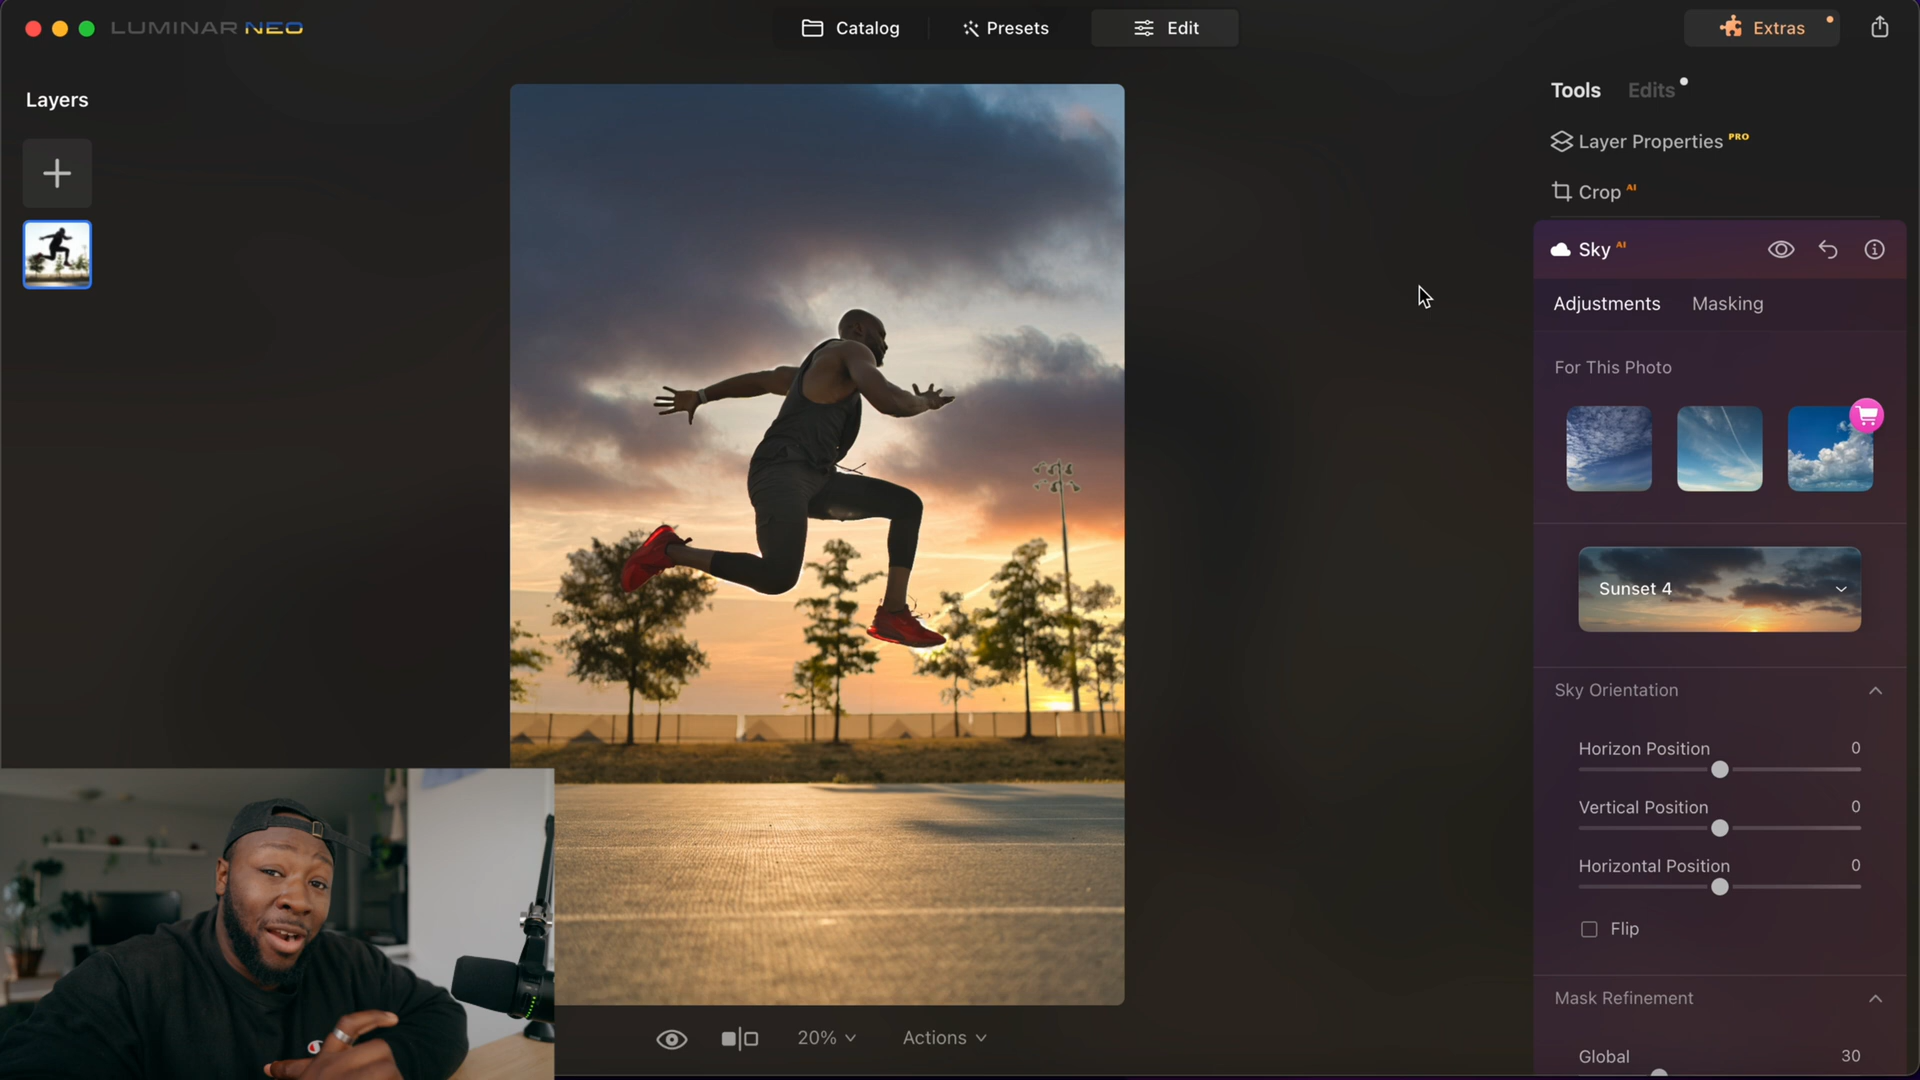 LUMINAR NEO
Catalog
Presets
Edit
Extras
Layers
Tools
Edits
Layer Properties PRO
Crop AI
Sky AI
Adjustments
Masking
For This Photo
Sunset 4
Sky Orientation
Horizon Position 0
Vertical Position 0
Horizontal Position 0
Flip
Mask Refinement
Global 30
20%
Actions